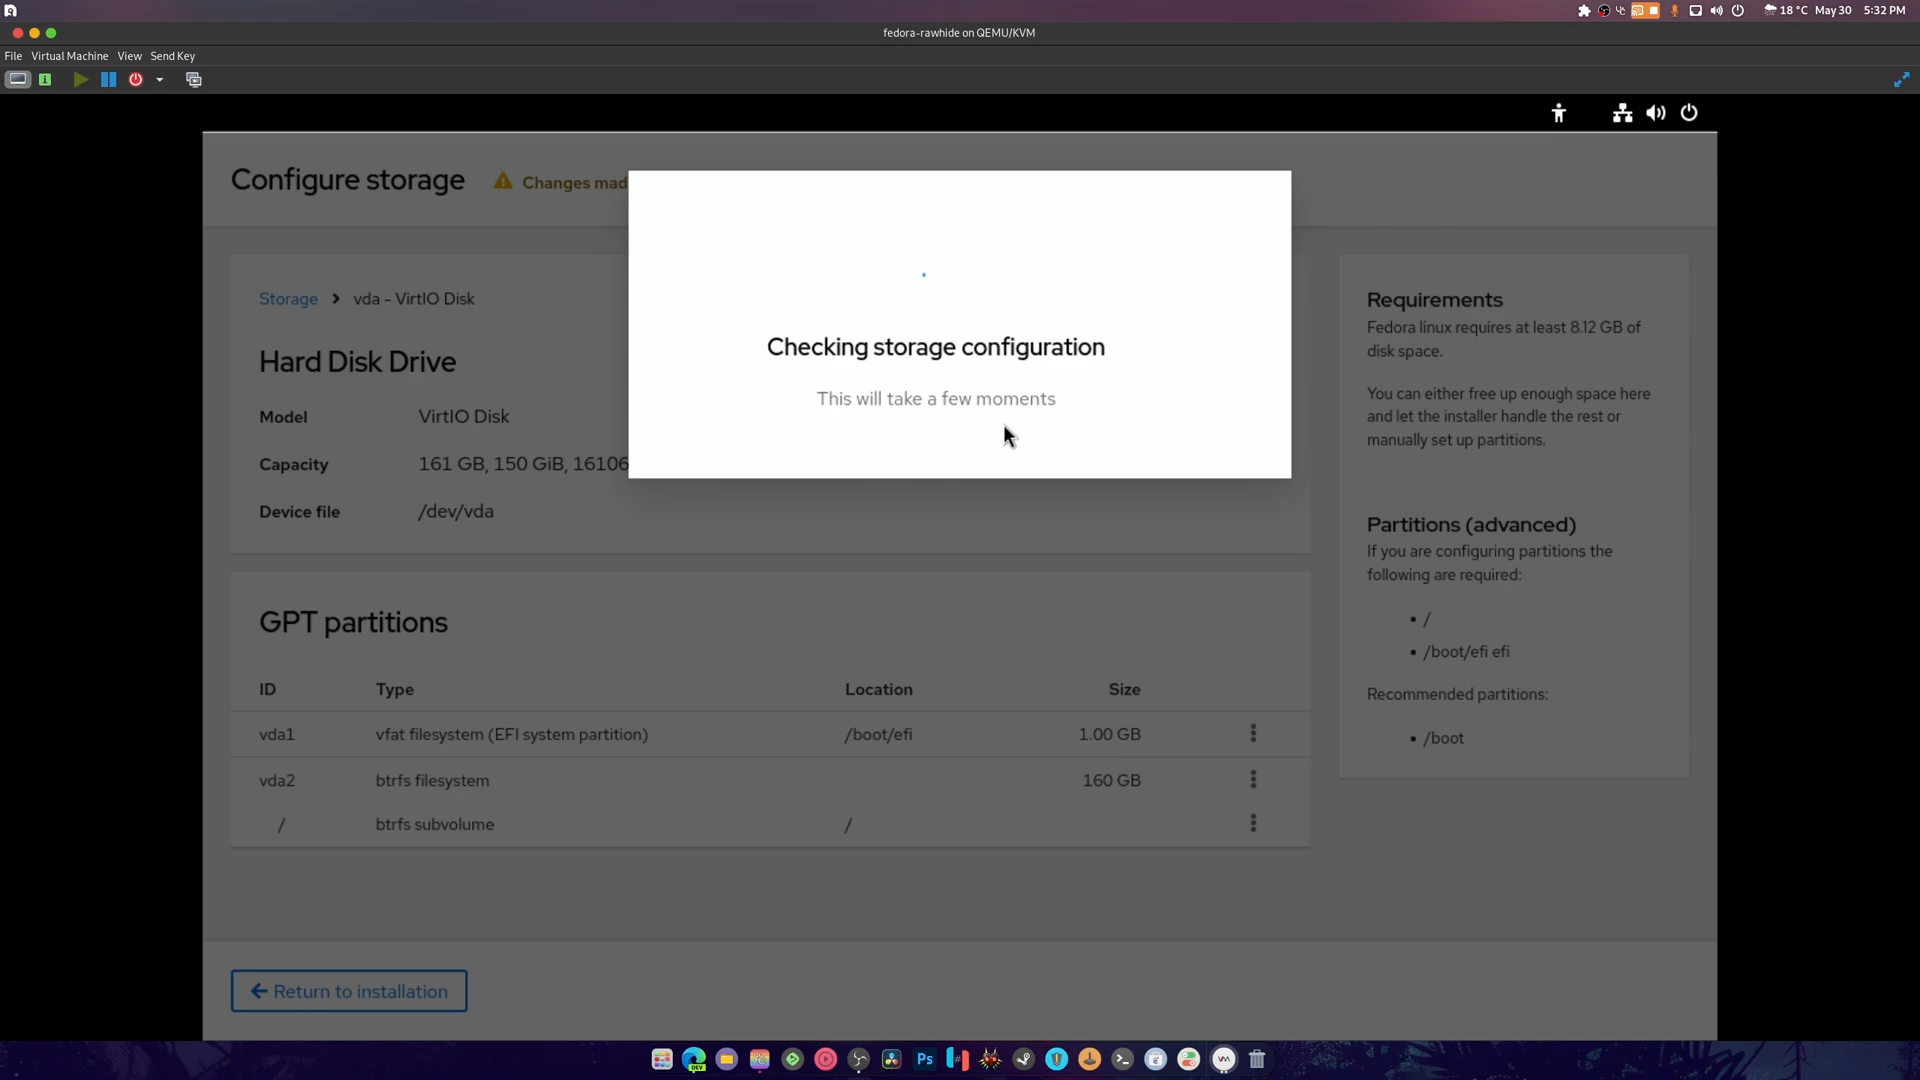 18 °C May 30 5:32 PM
fedora-rawhide on QEMU/KVM
File Virtual Machine View Send Key
Configure storage
Changes mad
Checking storage configuration
This will take a few moments
Storage > vda - VirtIO Disk
Hard Disk Drive
Model VirtIO Disk
Capacity 161 GB, 150 GiB, 16106
Device file /dev/vda
GPT partitions
ID Type Location Size
vda1 vfat filesystem (EFI system partition) /boot/efi 1.00 GB
vda2 btrfs filesystem 160 GB
/ btrfs subvolume /
Requirements
Fedora linux requires at least 8.12 GB of
disk space.
You can either free up enough space here
and let the installer handle the rest or
manually set up partitions.
Partitions (advanced)
If you are configuring partitions the
following are required:
• /
• /boot/efi efi
Recommended partitions:
• /boot
Return to installation
DEV
Ps